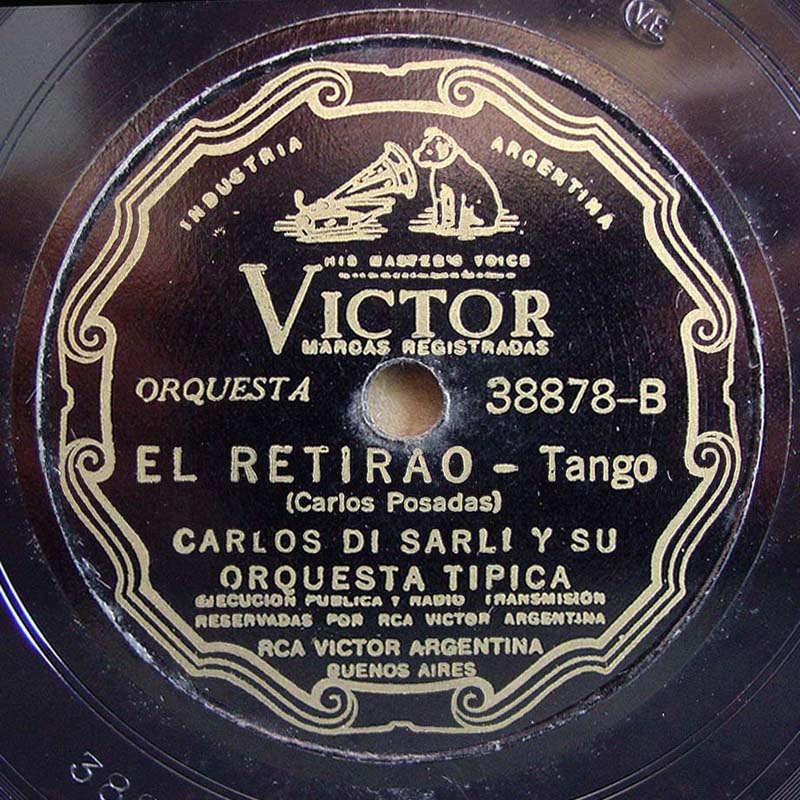 V.E
INDUSTRIA ARGENTINA
HIS MASTER'S VOICE
VICTOR
MARCAS REGISTRADAS
ORQUESTA 38878-B
EL RETIRAO - Tango
(Carlos Posadas)
CARLOS DI SARLI Y SU
ORQUESTA TIPICA
EJECUCION PUBLICA Y RADIO TRANSMISIÓN
RESERVADAS POR RCA VICTOR ARGENTINA
RCA VICTOR ARGENTINA
BUENOS AIRES